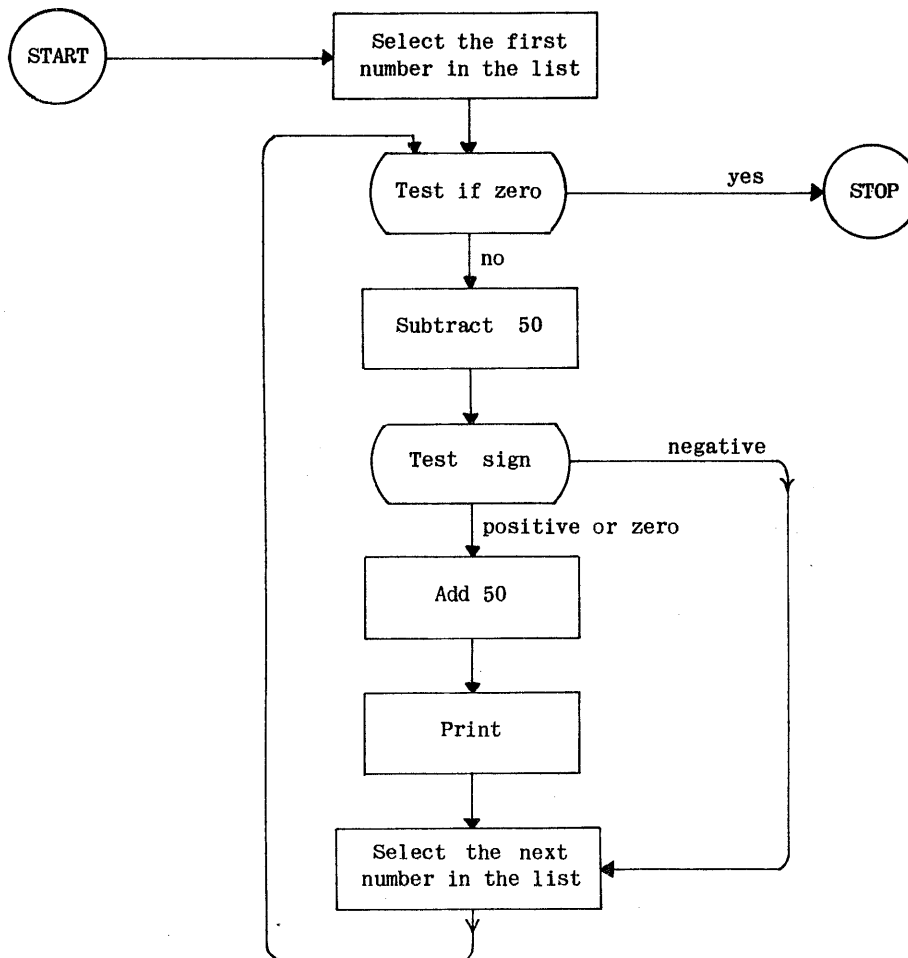 START
Select the first
number in the list
Test if zero
yes
STOP
no
Subtract 50
Test sign
negative
positive or zero
Add 50
Print
Select the next
number in the list